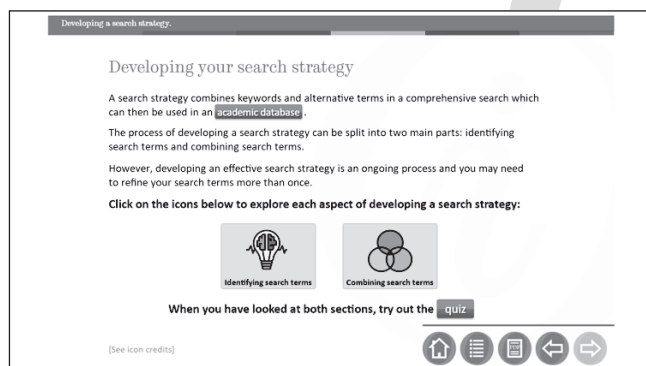 Developing a search strategy.
Developing your search strategy
A search strategy combines keywords and alternative terms in a comprehensive search which
can then be used in an academic database.
The process of developing a search strategy can be split into two main parts: identifying
search terms and combining search terms.
However, developing an effective search strategy is an ongoing process and you may need
to refine your search terms more than once.
Click on the icons below to explore each aspect of developing a search strategy:
Identifying search terms
Combining search terms
When you have looked at both sections, try out the quiz
[See icon credits]